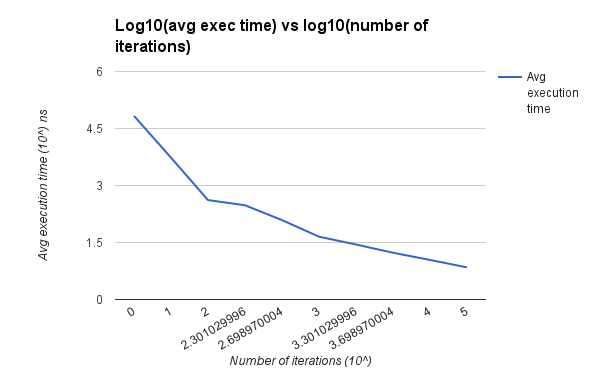 Log10(avg exec time) vs log10(number of
iterations)
6
4.5
3
1.5
0
Avg execution time (10^) ns
Avg
execution
time
0
1
2
2.301029996
2.698970004
3
3.301029996
3.698970004
4
5
Number of iterations (10^)